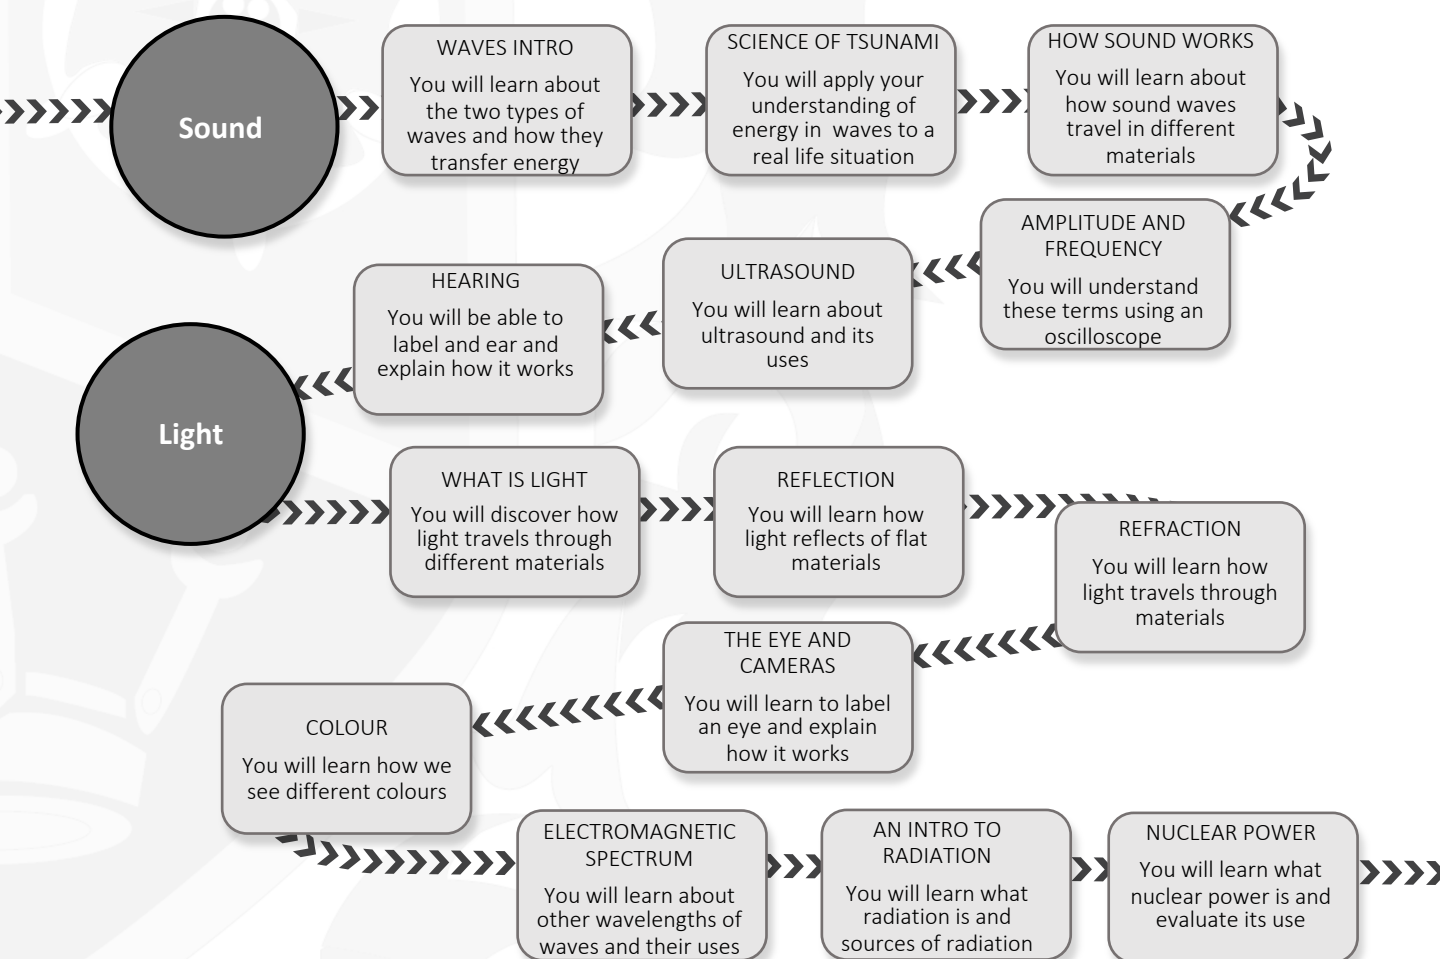 Sound
WAVES INTRO
You will learn about
the two types of
waves and how they
transfer energy
SCIENCE OF TSUNAMI
You will apply your
understanding of
energy in waves to a
real life situation
HOW SOUND WORKS
You will learn about
how sound waves
travel in different
materials
AMPLITUDE AND
FREQUENCY
You will understand
these terms using an
oscilloscope
ULTRASOUND
You will learn about
ultrasound and its
uses
HEARING
You will be able to
label and ear and
explain how it works
Light
WHAT IS LIGHT
You will discover how
light travels through
different materials
REFLECTION
You will learn how
light reflects of flat
materials
REFRACTION
You will learn how
light travels through
materials
THE EYE AND
CAMERAS
You will learn to label
an eye and explain
how it works
COLOUR
You will learn how we
see different colours
ELECTROMAGNETIC
SPECTRUM
You will learn about
other wavelengths of
waves and their uses
AN INTRO TO
RADIATION
You will learn what
radiation is and
sources of radiation
NUCLEAR POWER
You will learn what
nuclear power is and
evaluate its use